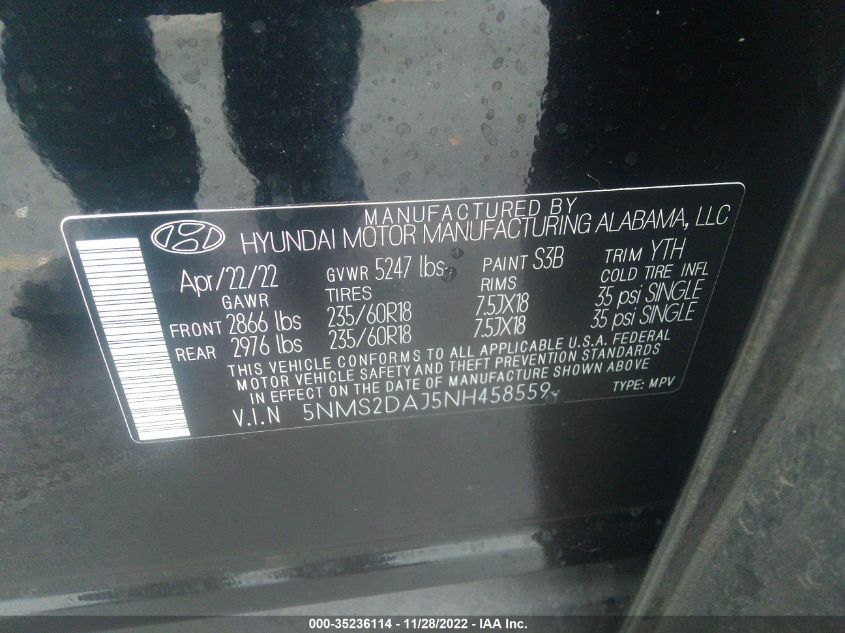 MANUFACTURED BY
HYUNDAI MOTOR MANUFACTURING ALABAMA, LLC
Apr/22/22 GVWR 5247 lbs PAINT S3B TRIM YTH
GAWR TIRES RIMS COLD TIRE INFL
FRONT 2866 lbs 235/60R18 7.5JX18 35 psi SINGLE
REAR 2976 lbs 235/60R18 7.5JX18 35 psi SINGLE
THIS VEHICLE CONFORMS TO ALL APPLICABLE U.S.A. FEDERAL
MOTOR VEHICLE SAFETY AND THEFT PREVENTION STANDARDS
IN EFFECT ON THE DATE OF MANUFACTURE SHOWN ABOVE
V.I.N 5NMS2DAJ5NH458559 TYPE: MPV
000-35236114 - 11/28/2022 - IAA Inc.